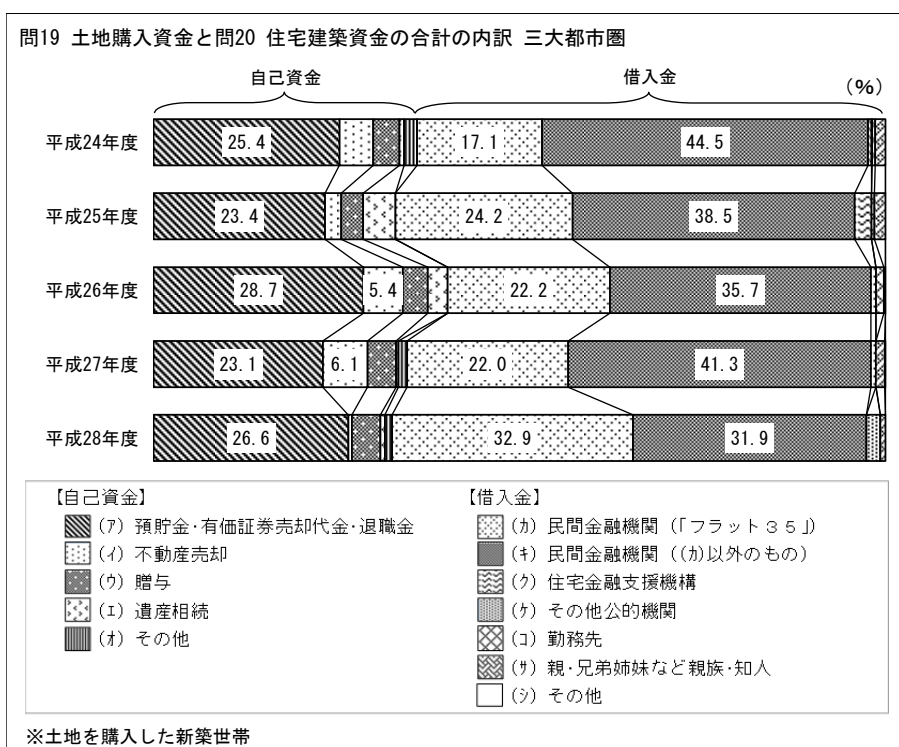 問19 土地購入資金と問20 住宅建築資金の合計の内訳 三大都市圏
自己資金 借入金 (%)
平成24年度 25.4 17.1 44.5
平成25年度 23.4 24.2 38.5
平成26年度 28.7 5.4 22.2 35.7
平成27年度 23.1 6.1 22.0 41.3
平成28年度 26.6 32.9 31.9
【自己資金】
(ア) 預貯金・有価証券売却代金・退職金
(イ) 不動産売却
(ウ) 贈与
(エ) 遺産相続
(オ) その他
【借入金】
(カ) 民間金融機関（「フラット３５」）
(キ) 民間金融機関（(カ)以外のもの）
(ク) 住宅金融支援機構
(ケ) その他公的機関
(コ) 勤務先
(サ) 親・兄弟姉妹など親族・知人
(シ) その他
※土地を購入した新築世帯